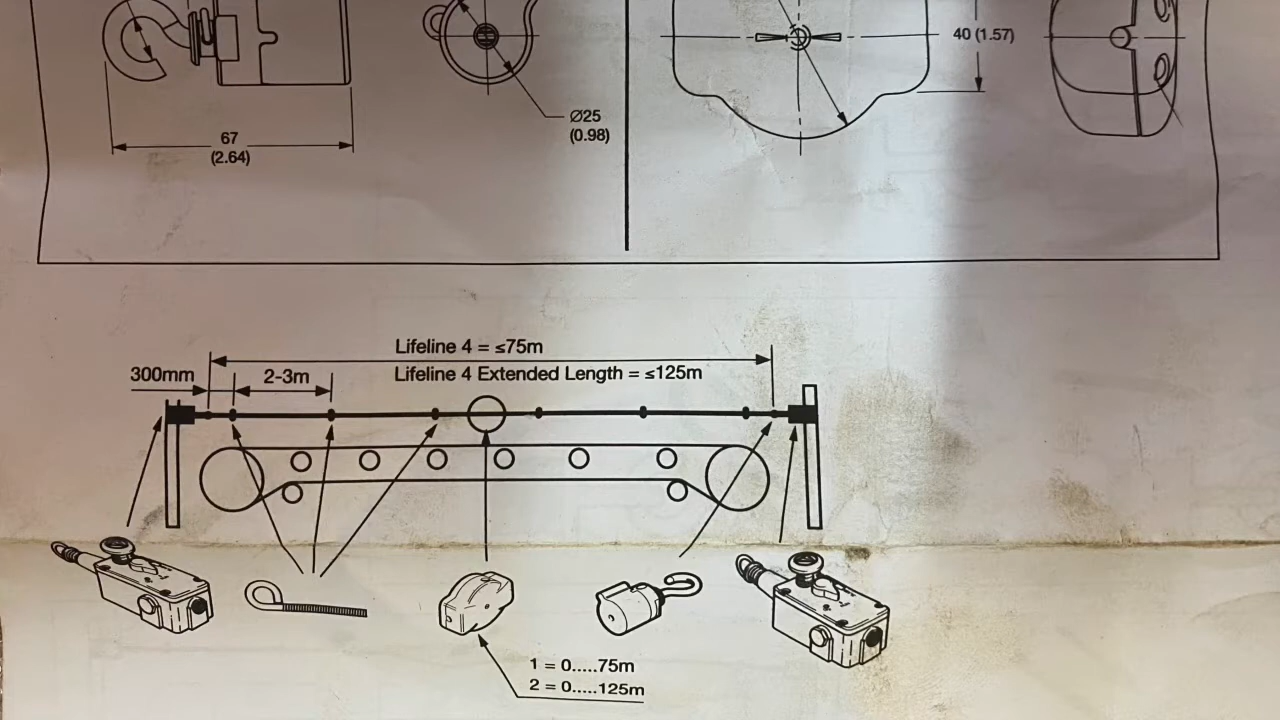 40 (1.57)
Ø25
(0.98)
67
(2.64)
Lifeline 4 = ≤75m
300mm
2-3m
Lifeline 4 Extended Length = ≤125m
1 = 0.....75m
2 = 0.....125m